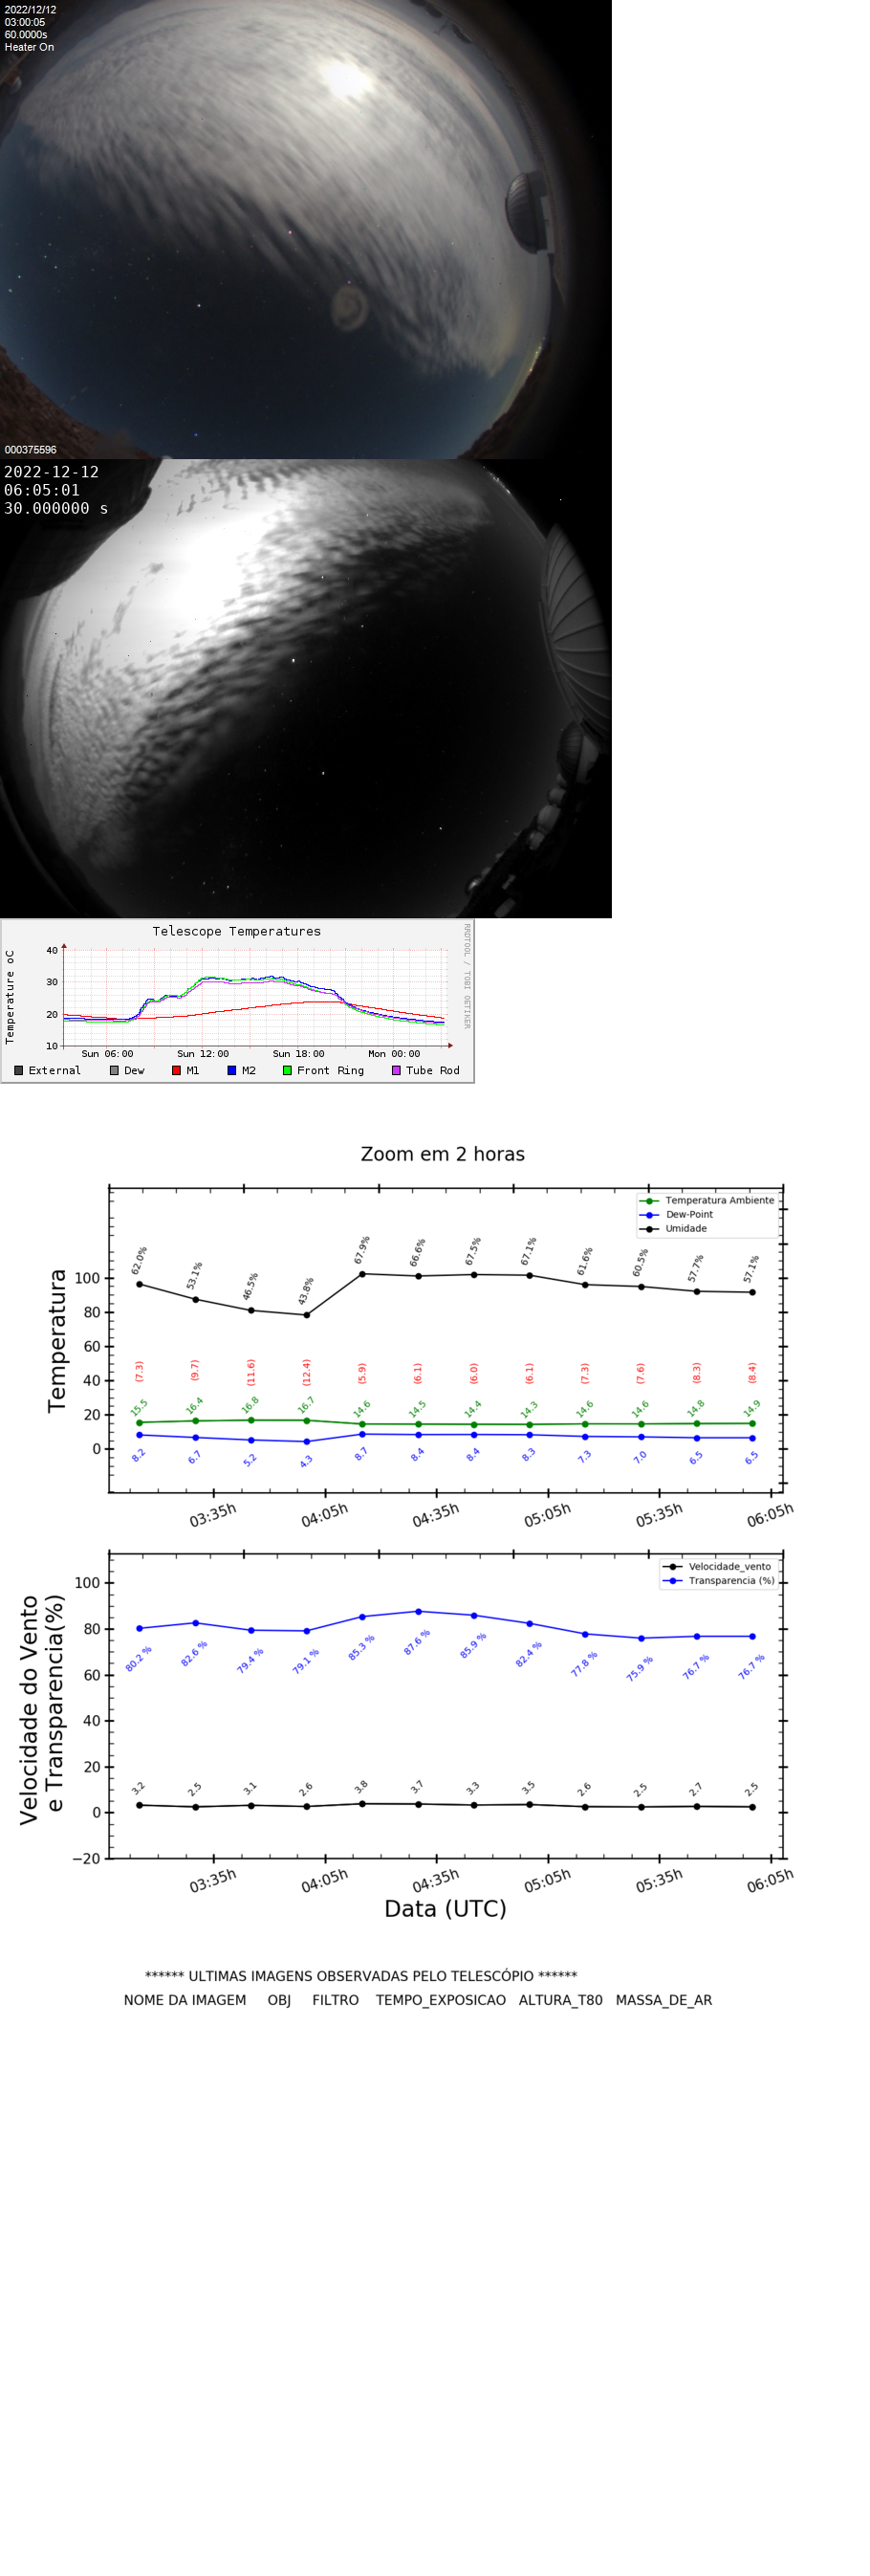 2022/12/12
03:00:05
60.0000s
Heater On
000375596
2022-12-12
06:05:01
30.000000 s
Telescope Temperatures
RRDTOOL / TOBI OETIKER
Temperature oC
40
30
20
10
Sun 06:00 Sun 12:00 Sun 18:00 Mon 00:00
External Dew M1 M2 Front Ring Tube Rod
Zoom em 2 horas
Temperatura Ambiente
Dew-Point
Umidade
Temperatura
100
80
60
40
20
0
62.0% 53.1% 46.5% 43.8% 67.9% 66.6% 67.5% 67.1% 61.6% 60.5% 57.7% 57.1%
(7.3) (9.7) (11.6) (12.4) (5.9) (6.1) (6.0) (6.1) (7.3) (7.6) (8.3) (8.4)
15.5 16.4 16.8 16.7 14.6 14.5 14.4 14.3 14.6 14.6 14.8 14.9
8.2 6.7 5.2 4.3 8.7 8.4 8.4 8.3 7.3 7.0 6.5 6.5
03:35h 04:05h 04:35h 05:05h 05:35h 06:05h
Velocidade_vento
Transparencia (%)
Velocidade do Vento
e Transparencia(%)
100
80
60
40
20
0
−20
80.2 % 82.6 % 79.4 % 79.1 % 85.3 % 87.6 % 85.9 % 82.4 % 77.8 % 75.9 % 76.7 % 76.7 %
3.2 2.5 3.1 2.6 3.8 3.7 3.3 3.5 2.6 2.5 2.7 2.5
03:35h 04:05h 04:35h 05:05h 05:35h 06:05h
Data (UTC)
****** ULTIMAS IMAGENS OBSERVADAS PELO TELESCÓPIO ******
NOME DA IMAGEM OBJ FILTRO TEMPO_EXPOSICAO ALTURA_T80 MASSA_DE_AR